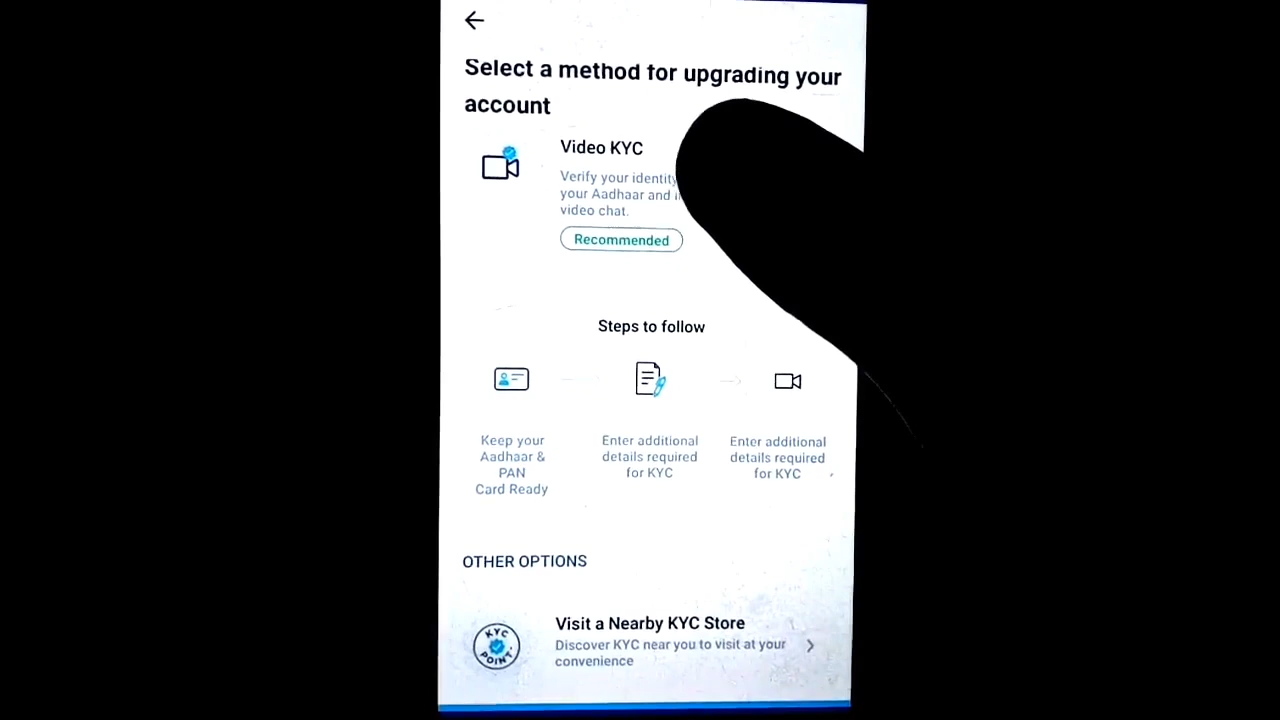 Select a method for upgrading your
account
Video KYC
Verify your identity
your Aadhaar and
video chat.
Recommended
Steps to follow
Keep your
Aadhaar &
PAN
Card Ready
Enter additional
details required
for KYC
Enter additional
details required
for KYC
OTHER OPTIONS
KYC
POINT
Visit a Nearby KYC Store
Discover KYC near you to visit at your
convenience